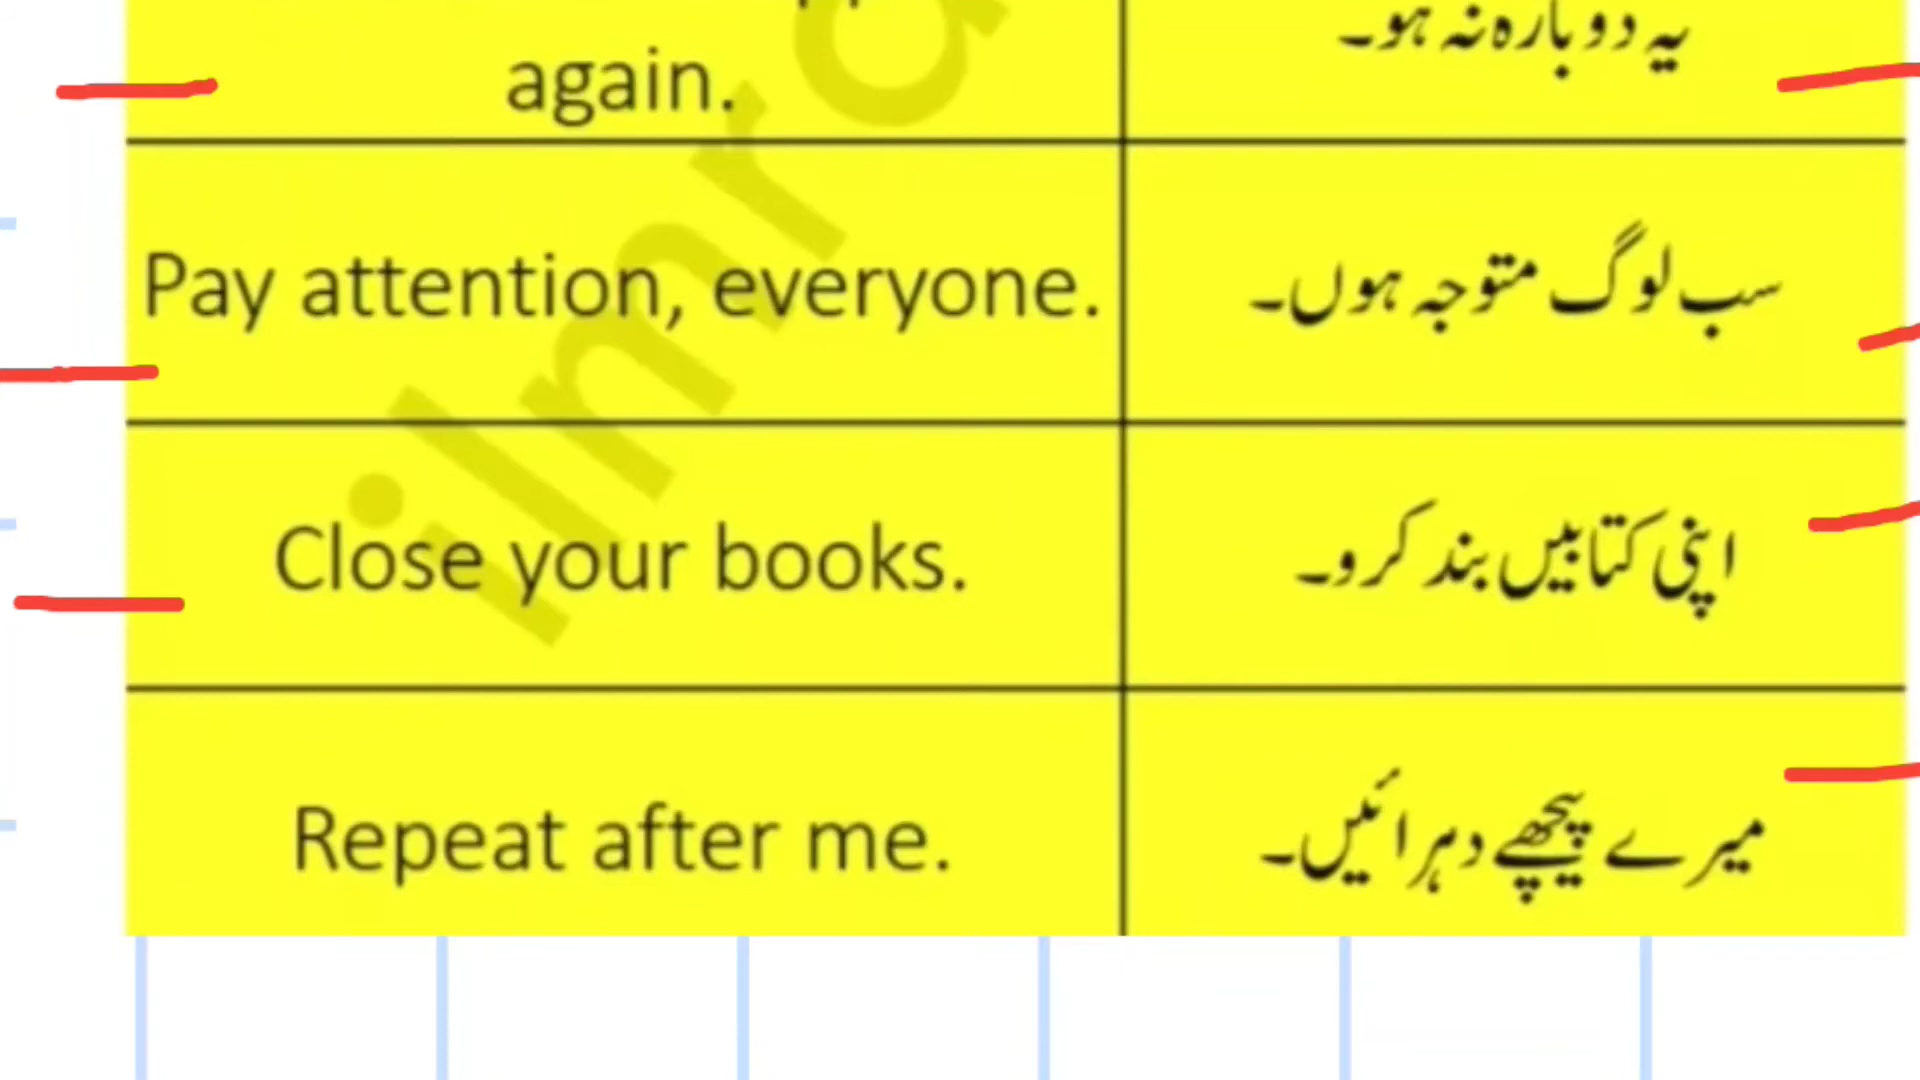 again.
یہ دوبارہ نہ ہو۔
Pay attention, everyone.
سب لوگ متوجہ ہوں۔
Close your books.
اپنی کتابیں بند کرو۔
Repeat after me.
میرے پیچھے دہرائیں۔